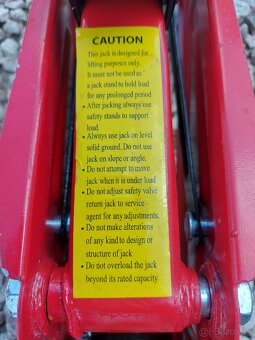 CAUTION
This jack is designed for
lifting purposes only.
It must not be used as
a jack stand to hold load
for any prolonged period
• After jacking always use
safety stands to support
load.
• Always use jack on level
solid ground. Do not use
jack on slope or angle.
• Do not attempt to move
jack when it is under load
• Do not adjust safety valve
return jack to service
agent for any adjustments.
• Do not make alterations
of any kind to design or
structure of jack
• Do not overload the jack
beyond its rated capacity